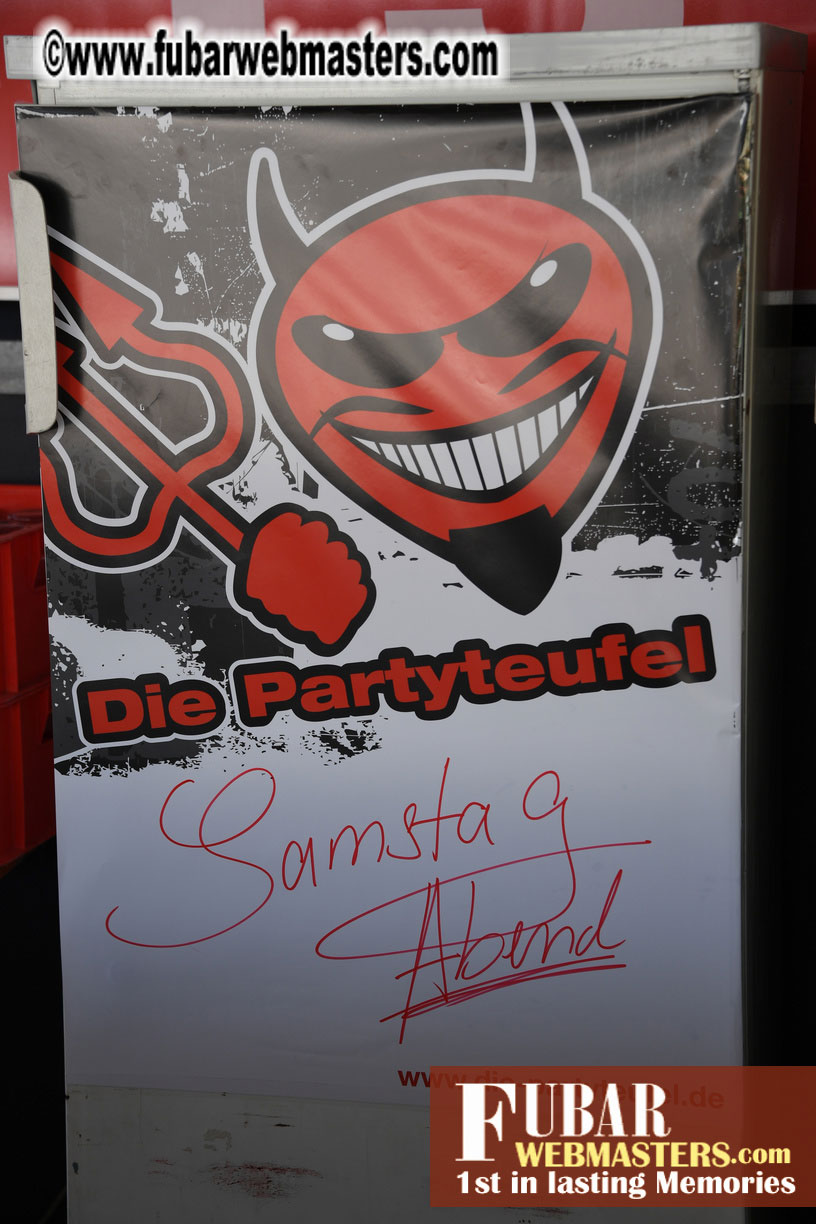 ©www.fubarwebmasters.com
Die Partyteufel
Samstag
Abend
FUBAR
WEBMASTERS.com
1st in lasting Memories